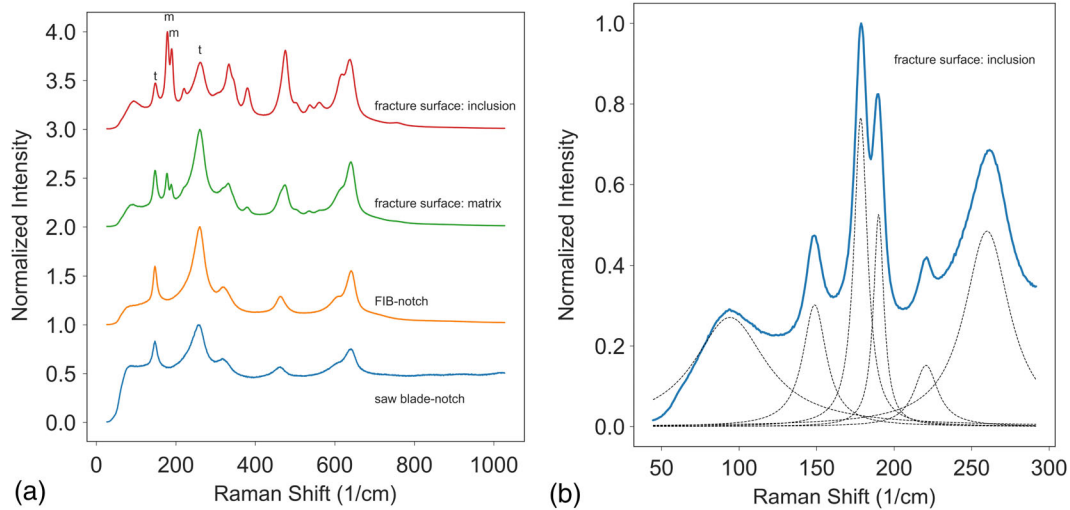 m
m
t
t
fracture surface: inclusion
fracture surface: matrix
FIB-notch
saw blade-notch
4.0
3.5
3.0
2.5
2.0
1.5
1.0
0.5
0.0
Normalized Intensity
0 200 400 600 800 1000
Raman Shift (1/cm)
(a)
fracture surface: inclusion
1.0
0.8
0.6
0.4
0.2
0.0
Normalized Intensity
50 100 150 200 250 300
Raman Shift (1/cm)
(b)